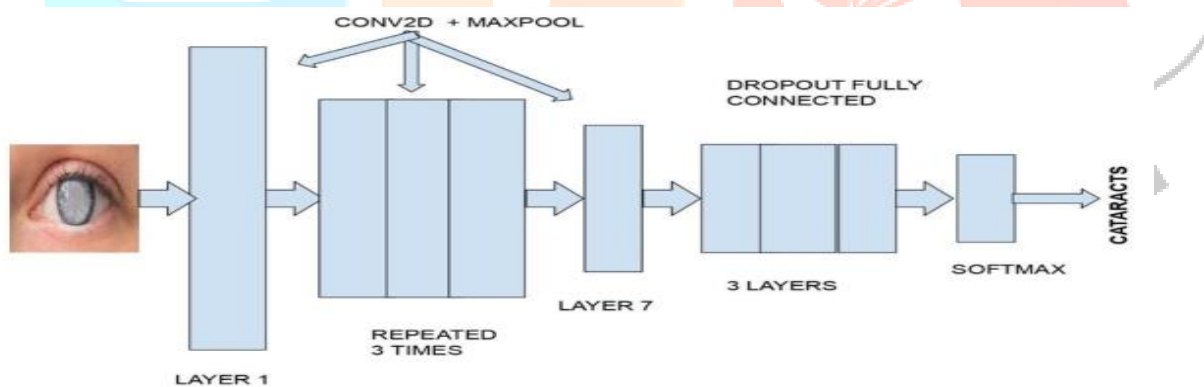 CONV2D + MAXPOOL
DROPOUT FULLY
CONNECTED
CATARACTS
SOFTMAX
3 LAYERS
LAYER 7
REPEATED
3 TIMES
LAYER 1